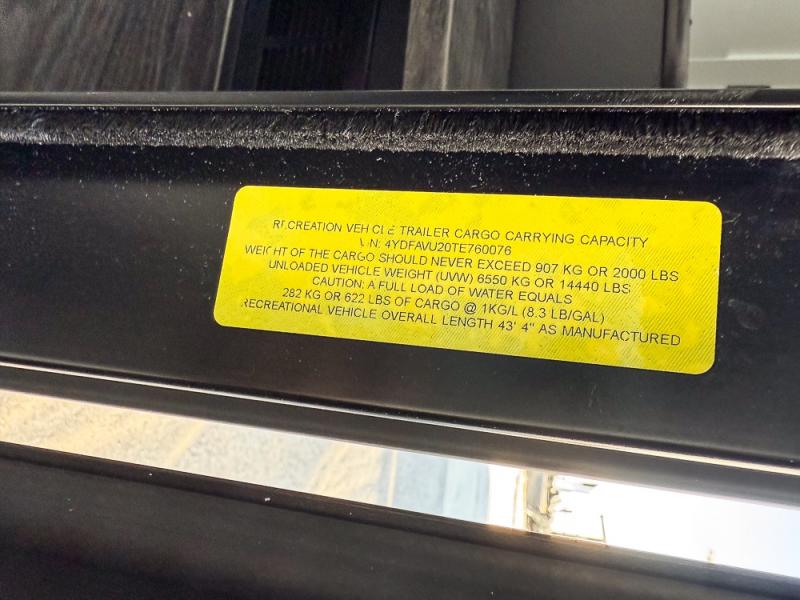 RECREATION VEHICLE TRAILER CARGO CARRYING CAPACITY
VIN: 4YDFAVU20TE760076
WEIGHT OF THE CARGO SHOULD NEVER EXCEED 907 KG OR 2000 LBS
UNLOADED VEHICLE WEIGHT (UVW) 6550 KG OR 14440 LBS
CAUTION: A FULL LOAD OF WATER EQUALS
282 KG OR 622 LBS OF CARGO @ 1KG/L (8.3 LB/GAL)
RECREATIONAL VEHICLE OVERALL LENGTH 43' 4" AS MANUFACTURED